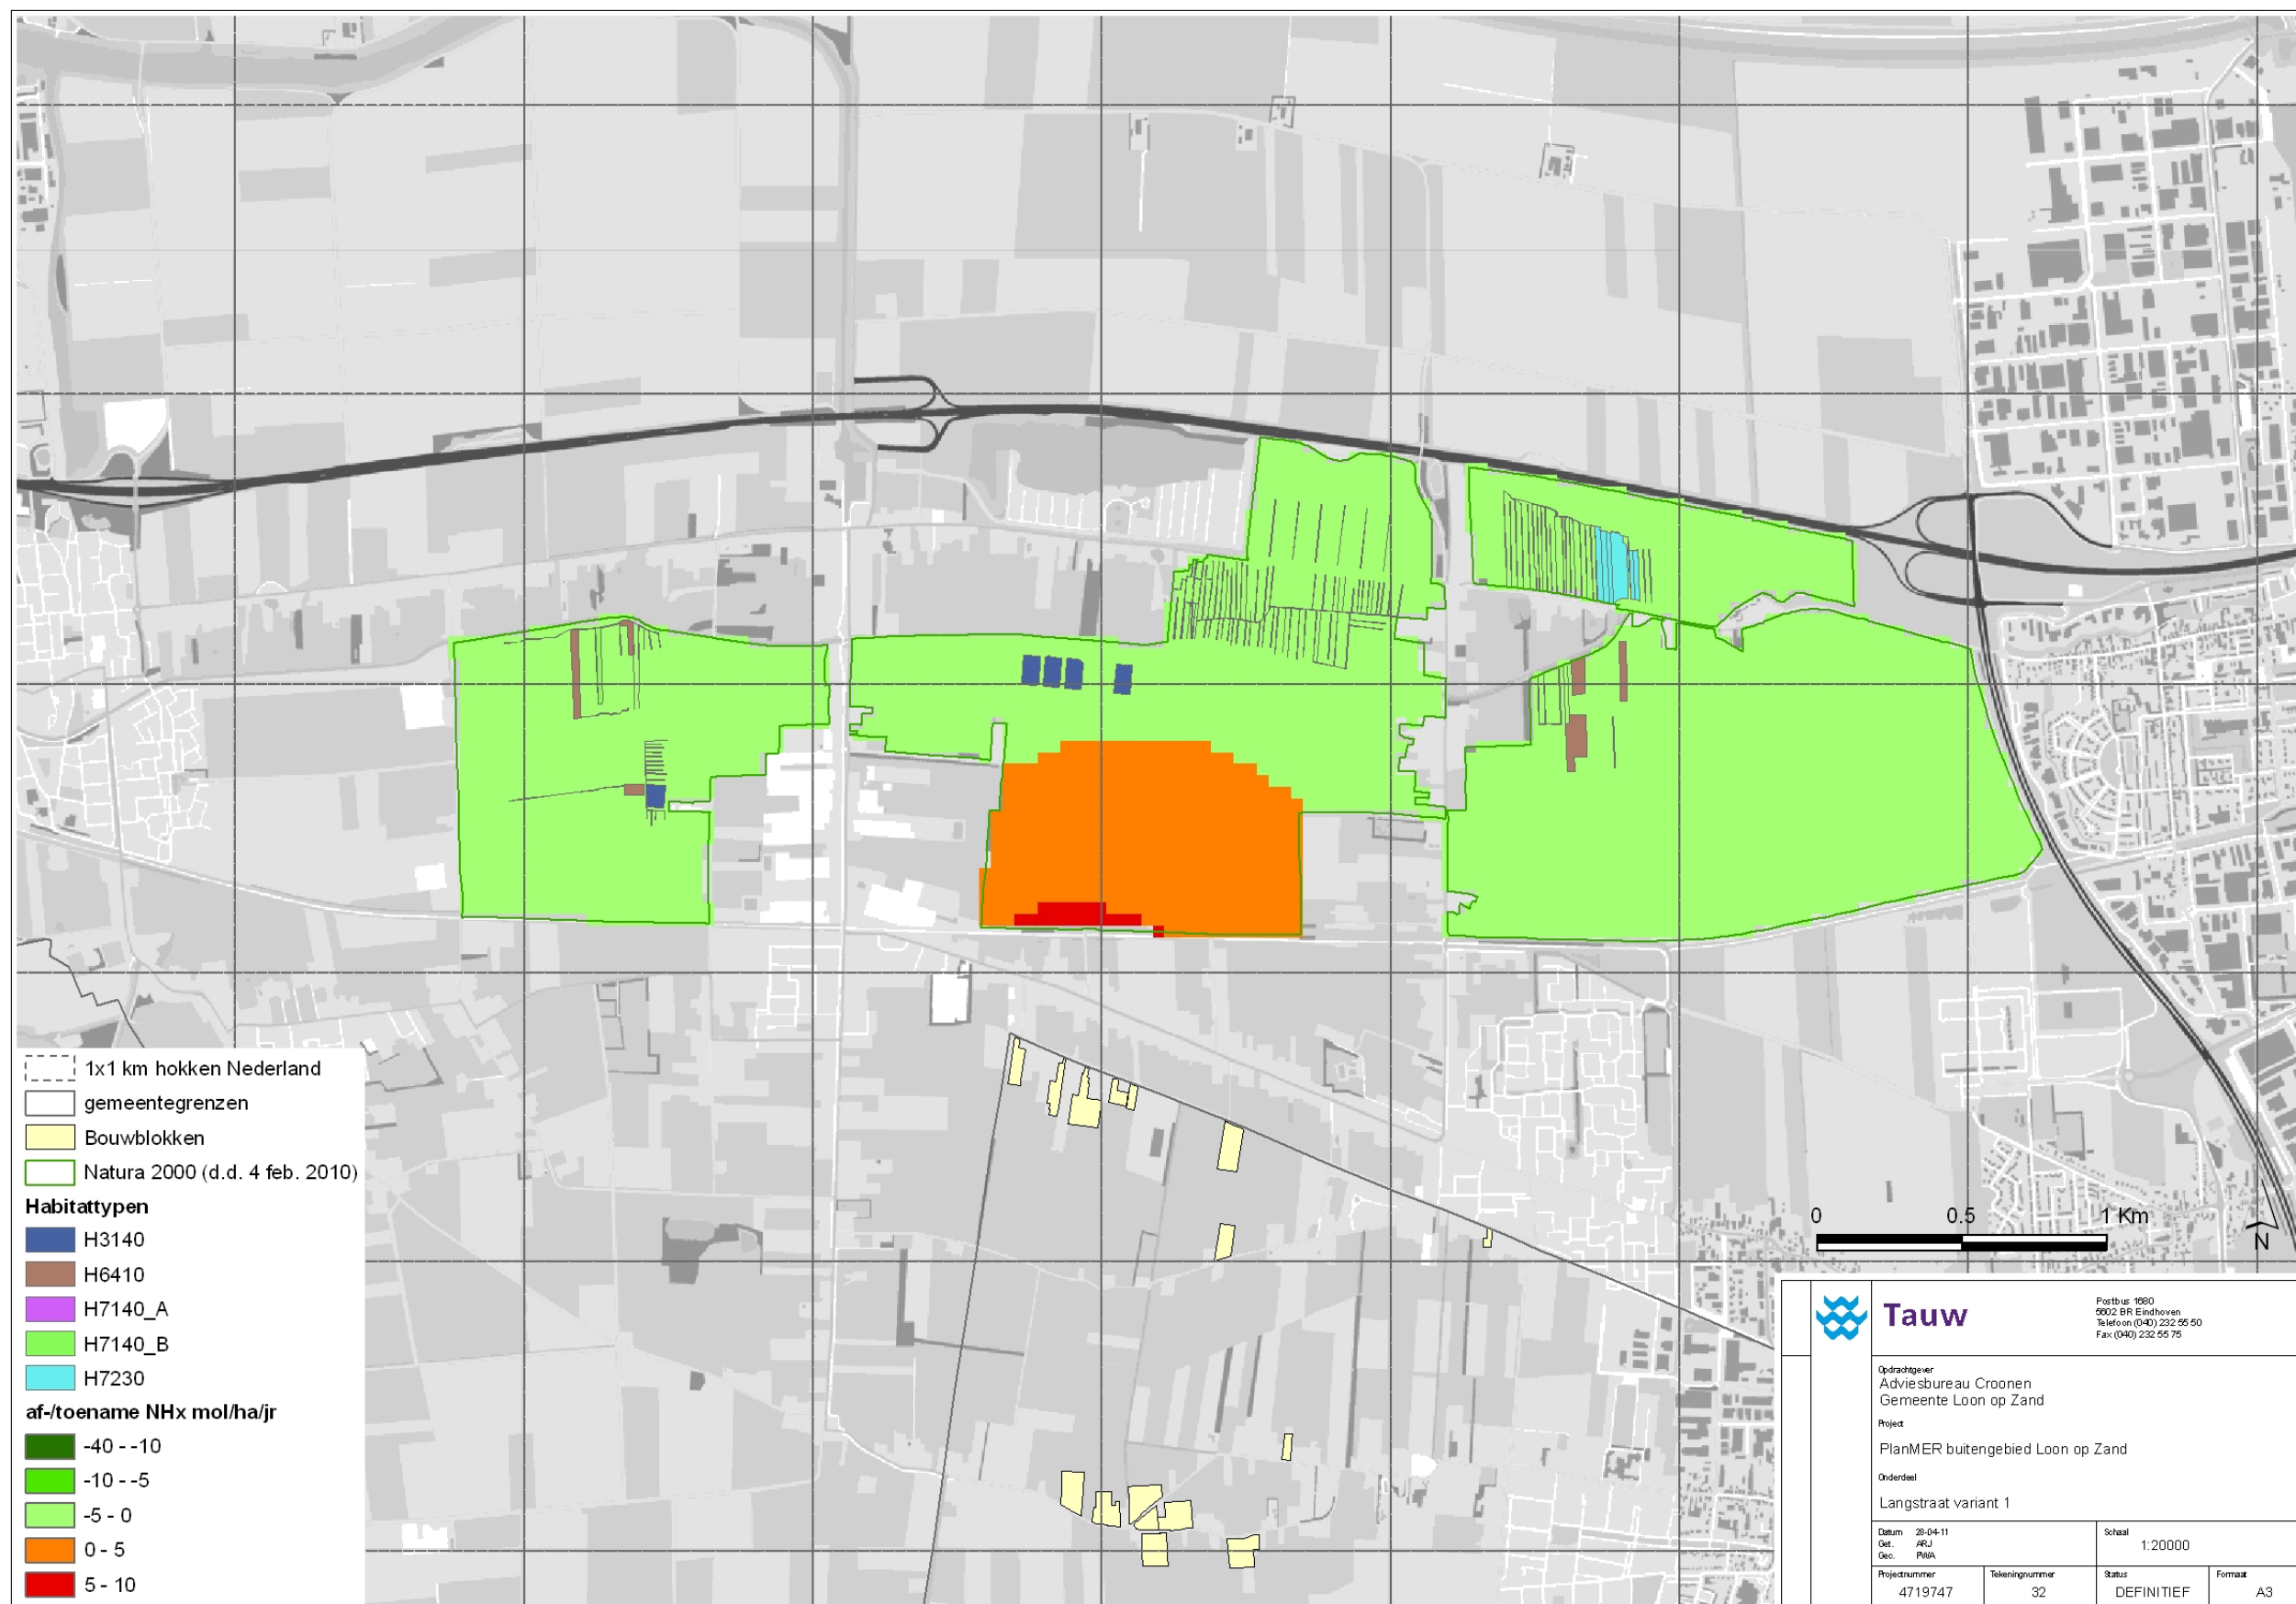 1x1 km hokken Nederland
gemeentegrenzen
Bouwblokken
Natura 2000 (d.d. 4 feb. 2010)
Habitattypen
H3140
H6410
H7140_A
H7140_B
H7230
af-/toename NHx mol/ha/jr
-40 - -10
-10 - -5
-5 - 0
0 - 5
5 - 10
0 0.5 1 Km
N
Tauw
Postbus 1680
5602 BR Eindhoven
Telefoon (040) 232 55 50
Fax (040) 232 55 75
Opdrachtgever
Adviesbureau Croonen
Gemeente Loon op Zand
Project
PlanMER buitengebied Loon op Zand
Onderdeel
Langstraat variant 1
Datum 28-04-11
Get. ARJ
Gec. PWA
Schaal
1:20000
Projectnummer
4719747
Tekeningnummer
32
Status
DEFINITIEF
Formaat
A3